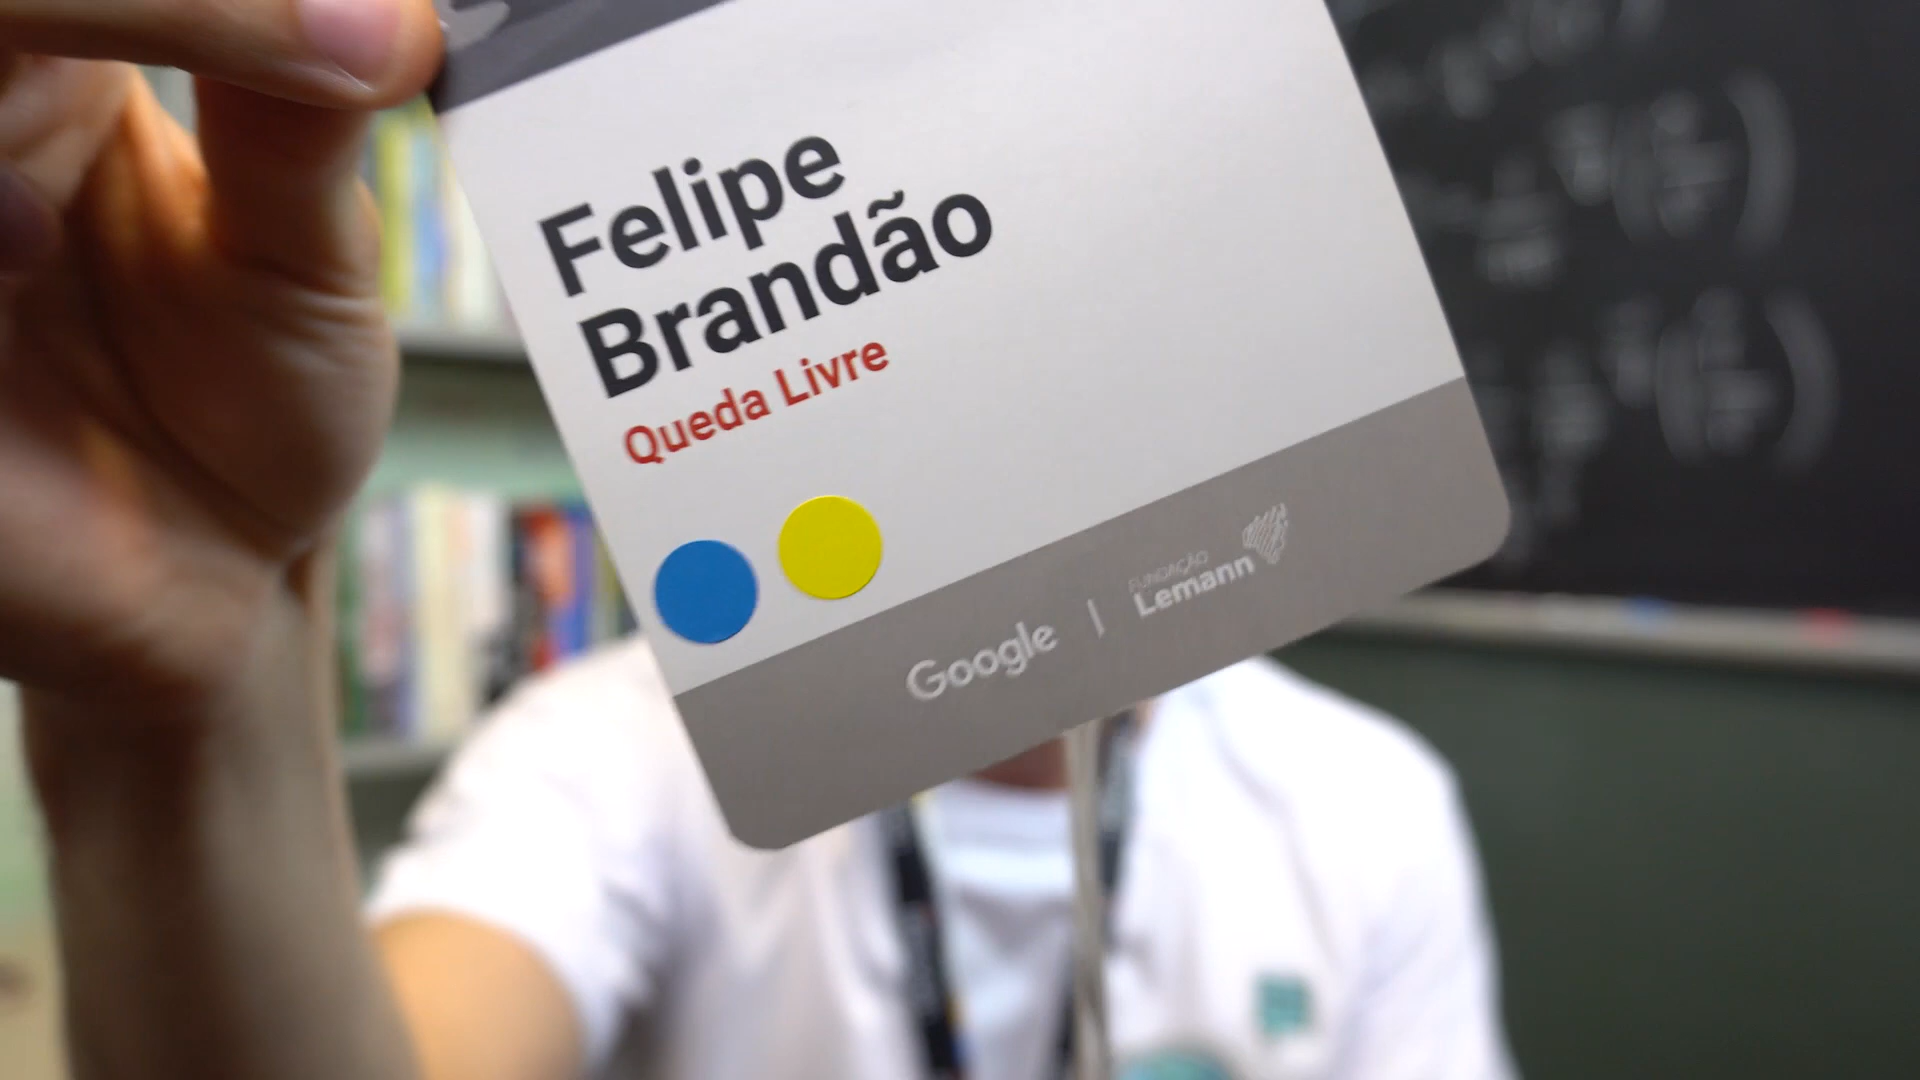 Felipe
Brandão
Queda Livre
Google | FUNDAÇÃO
Lemann